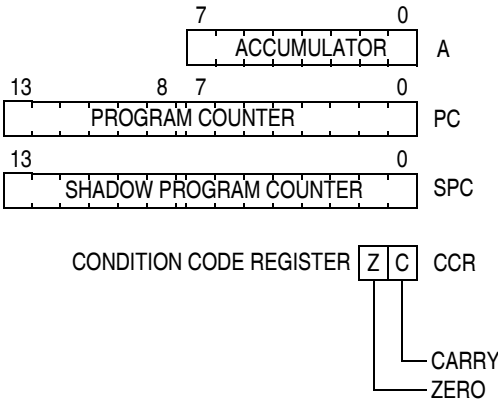 7 0
ACCUMULATOR A
13 8 7 0
PROGRAM COUNTER PC
13 0
SHADOW PROGRAM COUNTER SPC
CONDITION CODE REGISTER Z C CCR
CARRY
ZERO